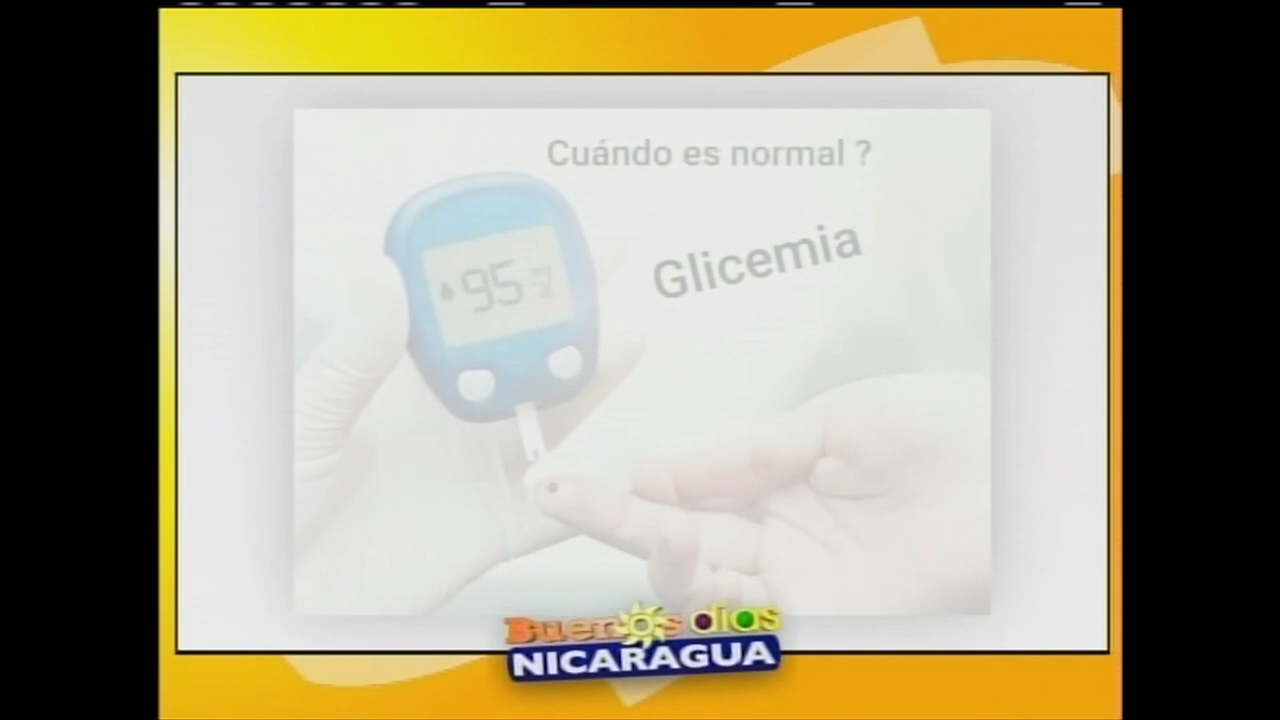 Cuándo es normal ?
Glicemia
95
Buenos días
NICARAGUA